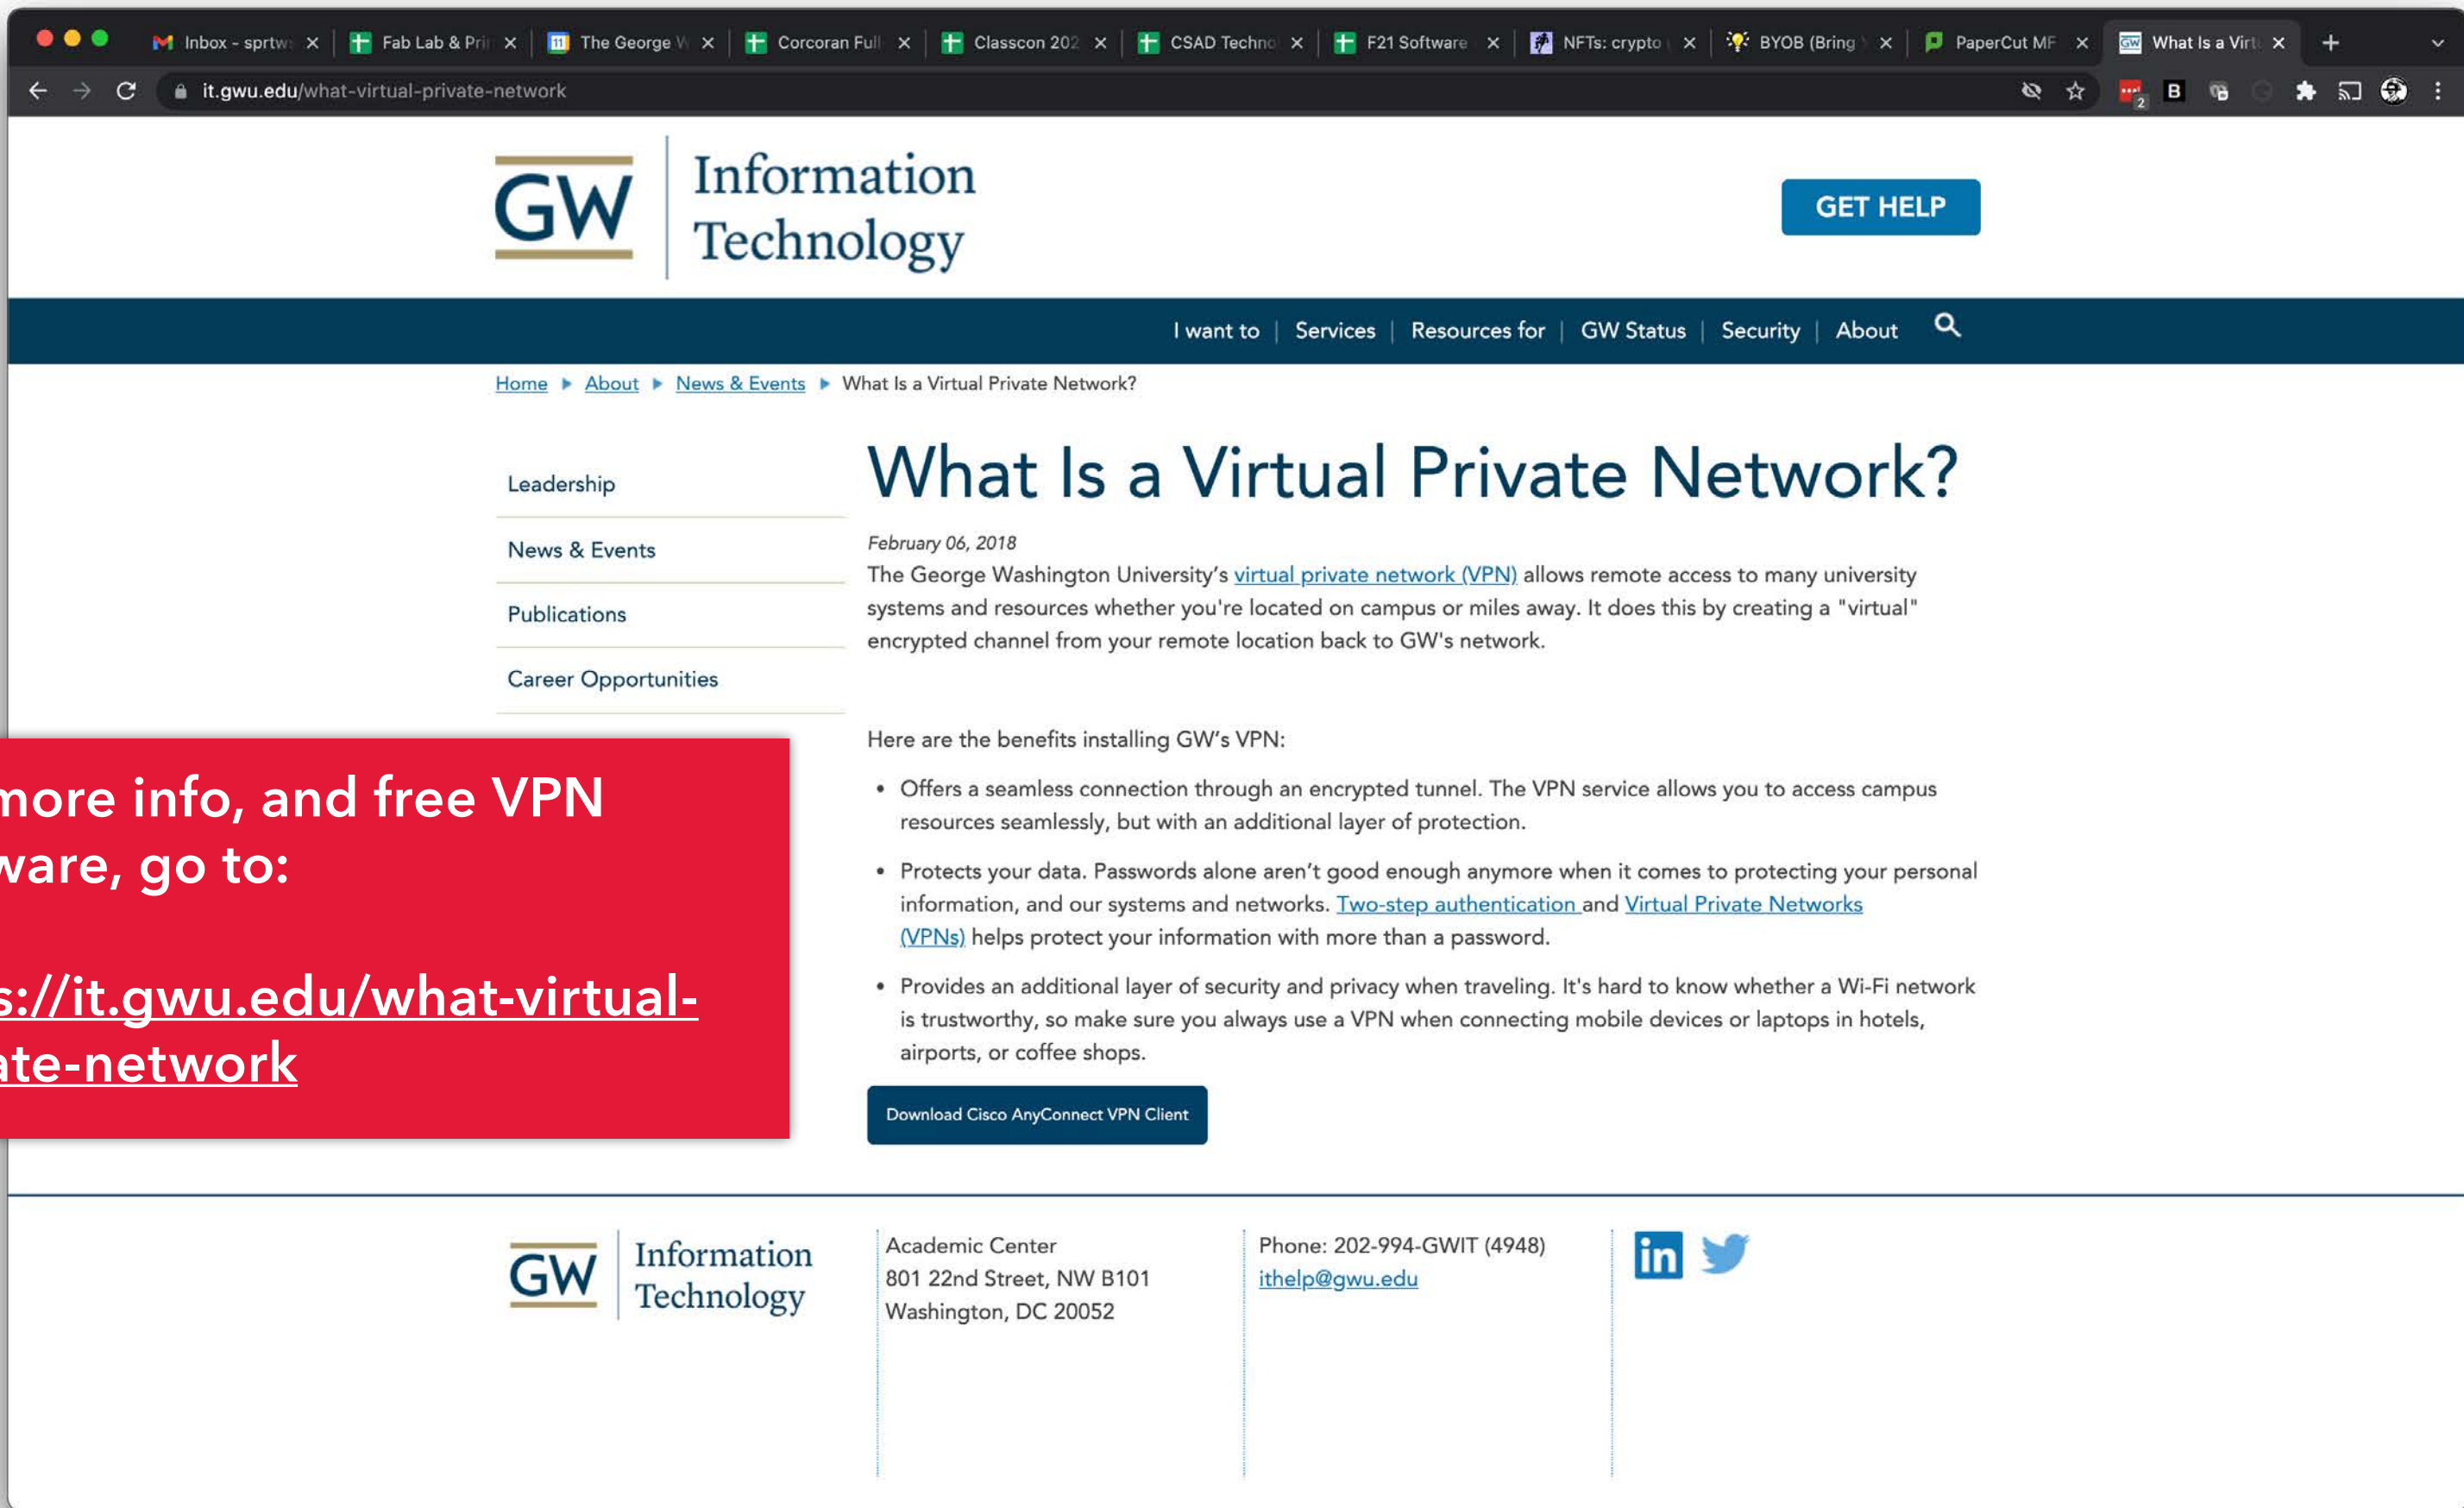 Inbox - sprtw
Fab Lab & Pri
The George W
Corcoran Full
Classcon 202
CSAD Techno
F21 Software
NFTs: crypto
BYOB (Bring
PaperCut MF
What Is a Virt
it.gwu.edu/what-virtual-private-network
GW
Information
Technology
GET HELP
I want to | Services | Resources for | GW Status | Security | About
Home ▶ About ▶ News & Events ▶ What Is a Virtual Private Network?
Leadership
News & Events
Publications
Career Opportunities
What Is a Virtual Private Network?
February 06, 2018
The George Washington University's virtual private network (VPN) allows remote access to many university
systems and resources whether you're located on campus or miles away. It does this by creating a "virtual"
encrypted channel from your remote location back to GW's network.
Here are the benefits installing GW's VPN:
• Offers a seamless connection through an encrypted tunnel. The VPN service allows you to access campus
resources seamlessly, but with an additional layer of protection.
• Protects your data. Passwords alone aren't good enough anymore when it comes to protecting your personal
information, and our systems and networks. Two-step authentication and Virtual Private Networks
(VPNs) helps protect your information with more than a password.
• Provides an additional layer of security and privacy when traveling. It's hard to know whether a Wi-Fi network
is trustworthy, so make sure you always use a VPN when connecting mobile devices or laptops in hotels,
airports, or coffee shops.
Download Cisco AnyConnect VPN Client
more info, and free VPN
ware, go to:
s://it.gwu.edu/what-virtual-
ate-network
GW
Information
Technology
Academic Center
801 22nd Street, NW B101
Washington, DC 20052
Phone: 202-994-GWIT (4948)
ithelp@gwu.edu
in